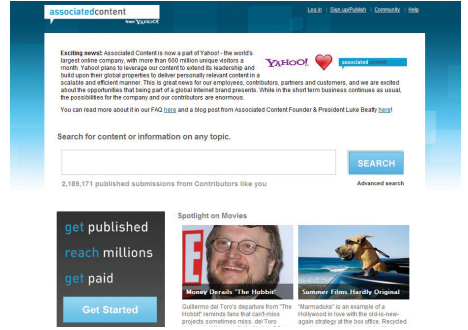 associatedcontent
from YAHOO!
Log in | Sign up/Publish | Community | Help
Exciting news! Associated Content is now a part of Yahoo! - the world's
largest online company, with more than 600 million unique visitors a
month. Yahoo! plans to leverage our content to extend its leadership and
build upon their global properties to deliver personally relevant content in a
YAHOO! associatedcontent
scalable and efficient manner. This is great news for our employees, contributors, partners and customers, and we are excited
about the opportunities that being part of a global Internet brand presents. While in the short term business continues as usual,
the possibilities for the company and our contributors are enormous.
You can read more about it in our FAQ here and a blog post from Associated Content Founder & President Luke Beatty here!
Search for content or information on any topic.
SEARCH
2,189,171 published submissions from Contributors like you
Advanced search
get published
reach millions
get paid
Get Started
Spotlight on Movies
Money Derails "The Hobbit"
Guillermo del Toro's departure from "The
Hobbit" reminds fans that can't-miss
projects sometimes miss. del Toro
Summer Films Hardly Original
"Marmaduke" is an example of a
Hollywood in love with the old-is-new-
again strategy at the box office. Recycled